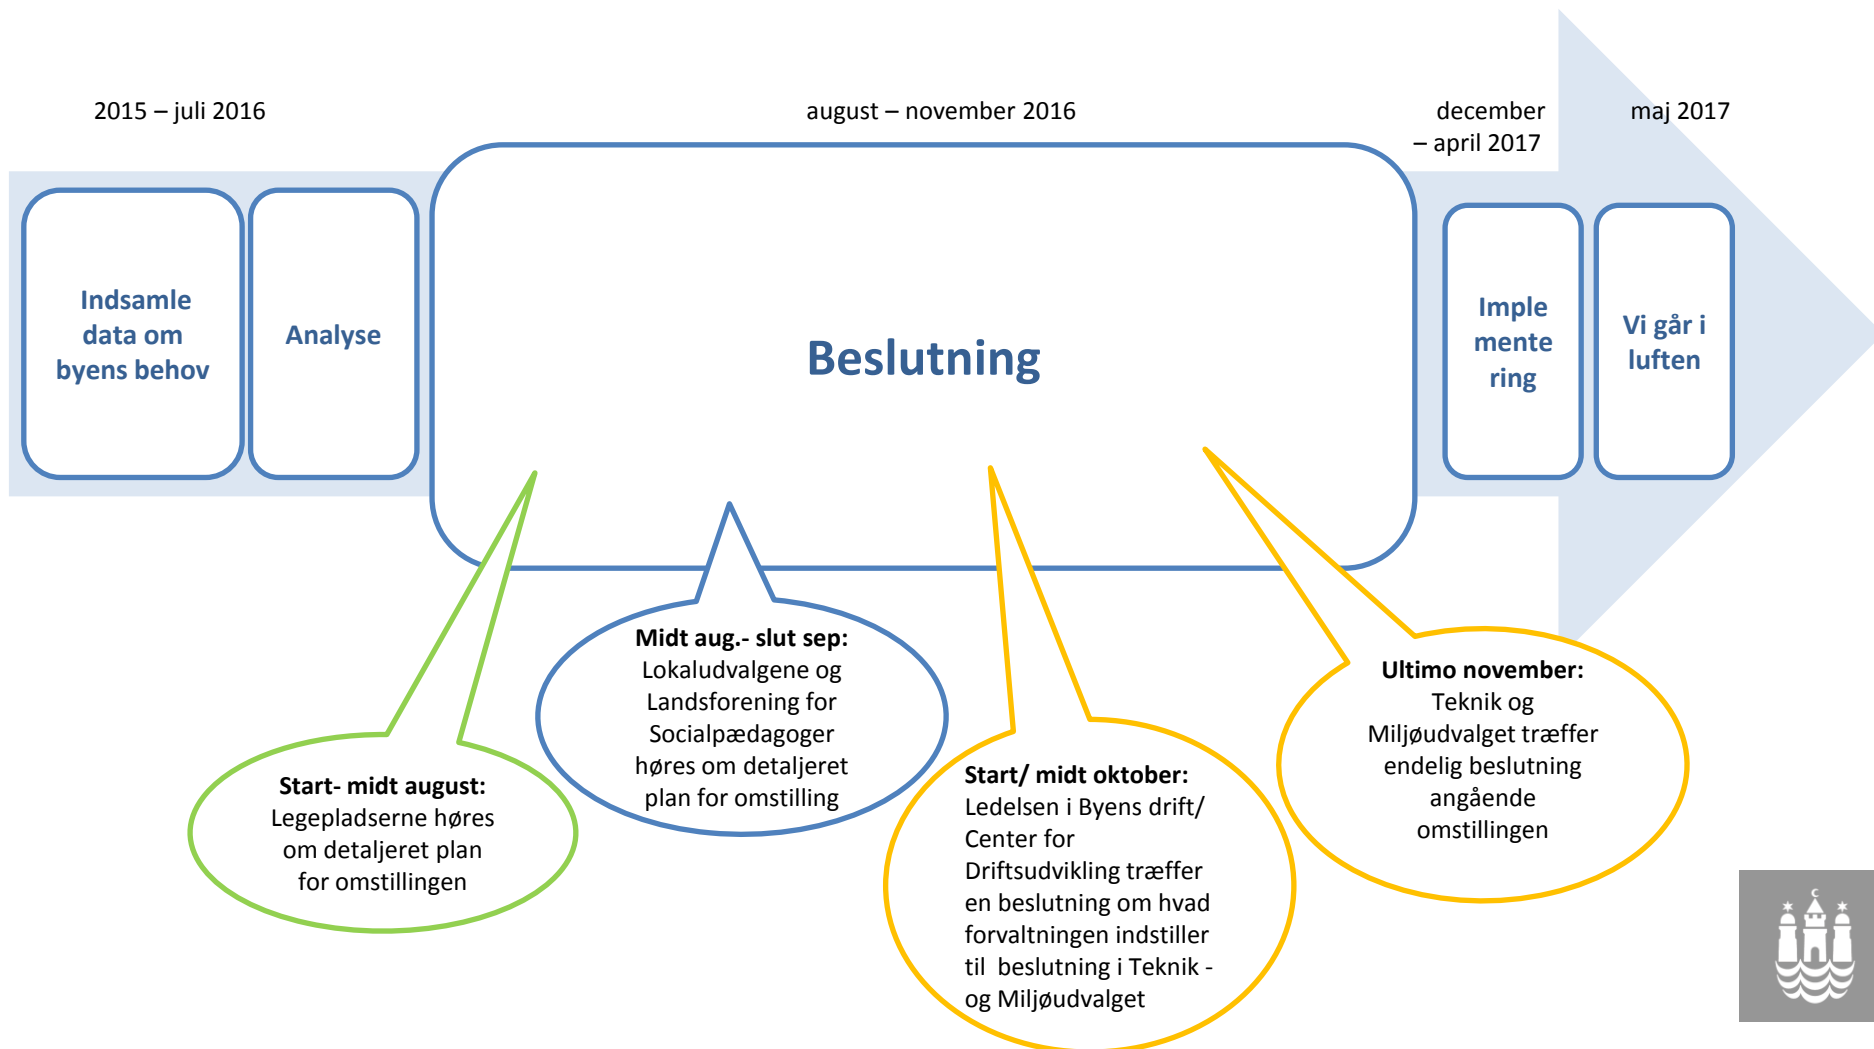 2015 – juli 2016
august – november 2016
december
– april 2017
maj 2017
Indsamle
data om
byens behov
Analyse
Beslutning
Imple
mente
ring
Vi går i
luften
Start- midt august:
Legepladserne høres
om detaljeret plan
for omstillingen
Midt aug.- slut sep:
Lokaludvalgene og
Landsforening for
Socialpædagoger
høres om detaljeret
plan for omstilling
Start/ midt oktober:
Ledelsen i Byens drift/
Center for
Driftsudvikling træffer
en beslutning om hvad
forvaltningen indstiller
til  beslutning i Teknik -
og Miljøudvalget
Ultimo november:
Teknik og
Miljøudvalget træffer
endelig beslutning
angående
omstillingen